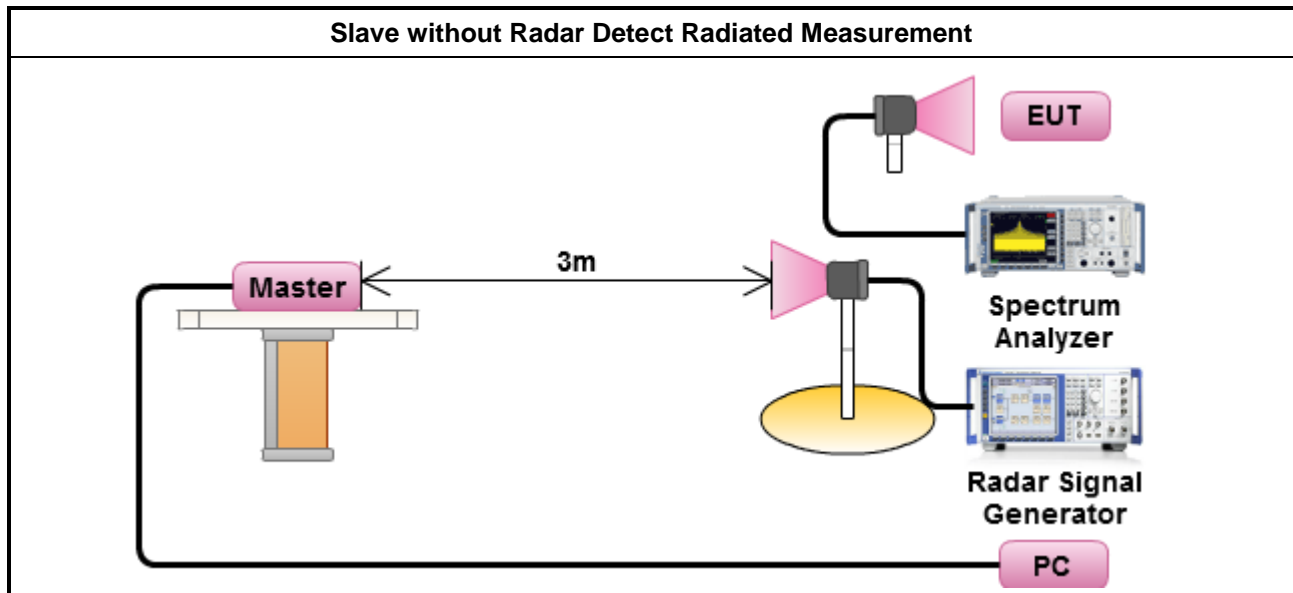 Slave without Radar Detect Radiated Measurement
EUT
3m
Master
Spectrum
Analyzer
Radar Signal
Generator
PC